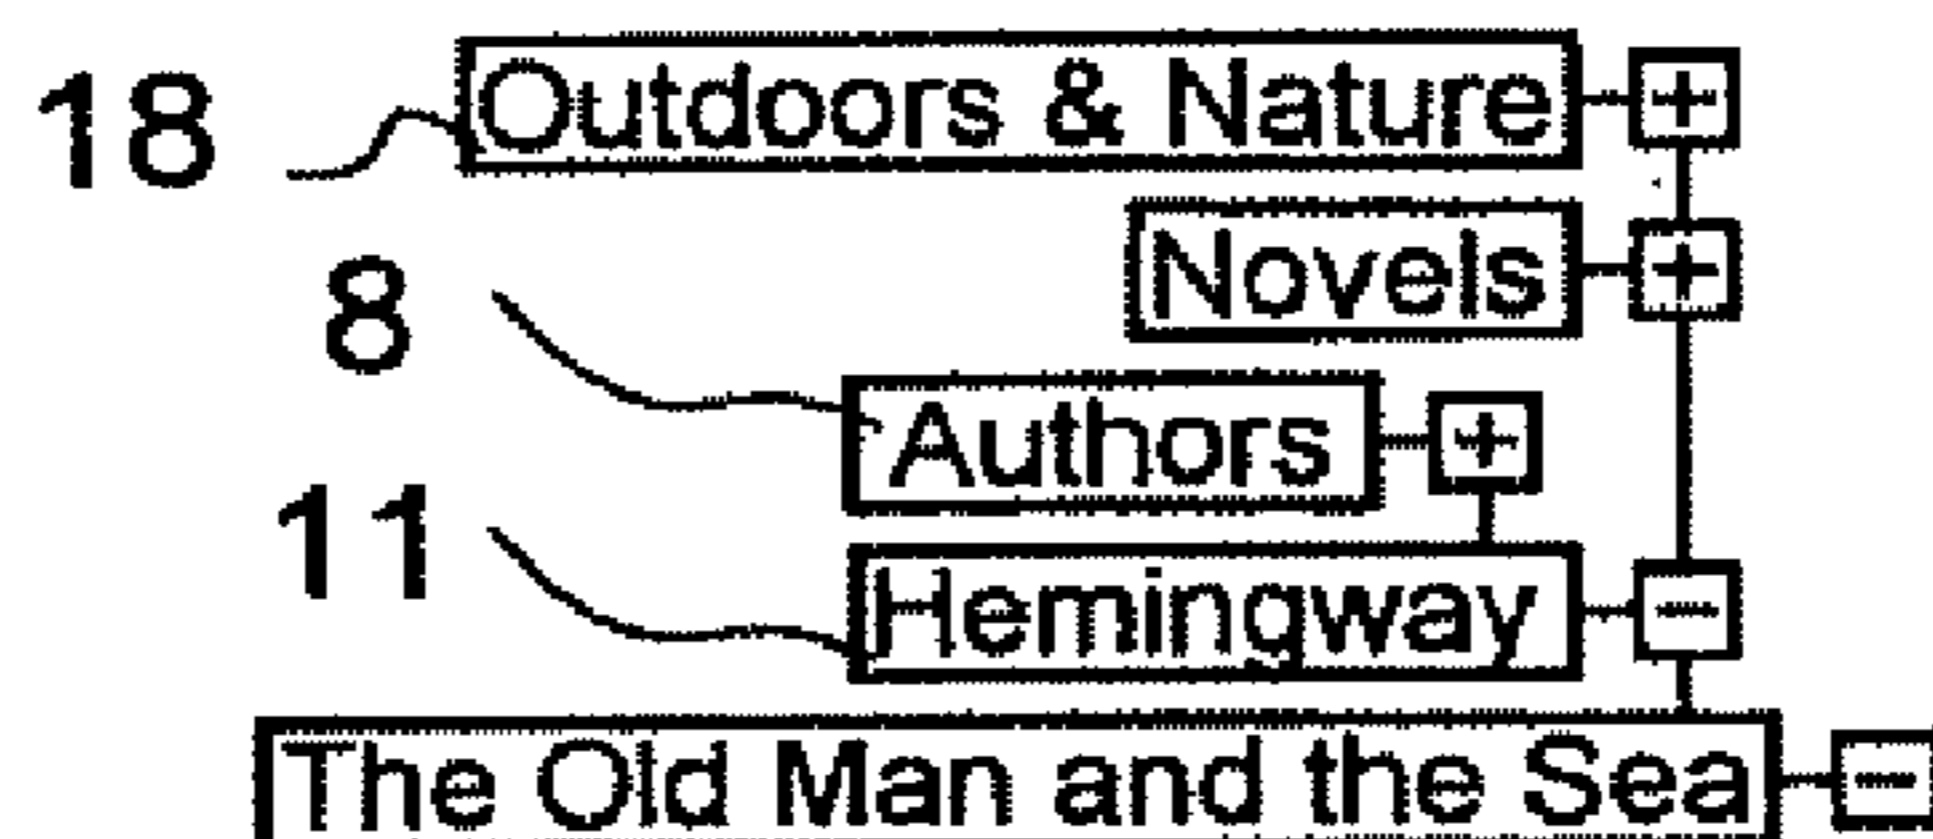 18 Outdoors & Nature +
Novels +
8 Authors +
11 Hemingway -
The Old Man and the Sea -